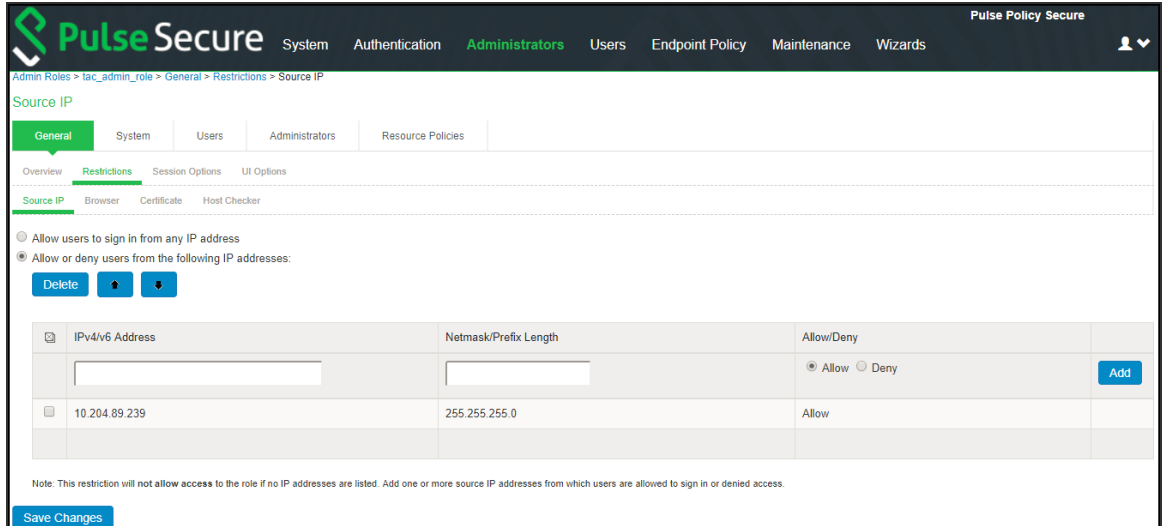 Pulse Policy Secure
Pulse Secure System Authentication Administrators Users Endpoint Policy Maintenance Wizards
Admin Roles > tac_admin_role > General > Restrictions > Source IP
Source IP
General System Users Administrators Resource Policies
Overview Restrictions Session Options UI Options
Source IP Browser Certificate Host Checker
Allow users to sign in from any IP address
Allow or deny users from the following IP addresses:
Delete
IPv4/v6 Address Netmask/Prefix Length Allow/Deny
Allow Deny Add
10.204.89.239 255.255.255.0 Allow
Note: This restriction will not allow access to the role if no IP addresses are listed. Add one or more source IP addresses from which users are allowed to sign in or denied access.
Save Changes